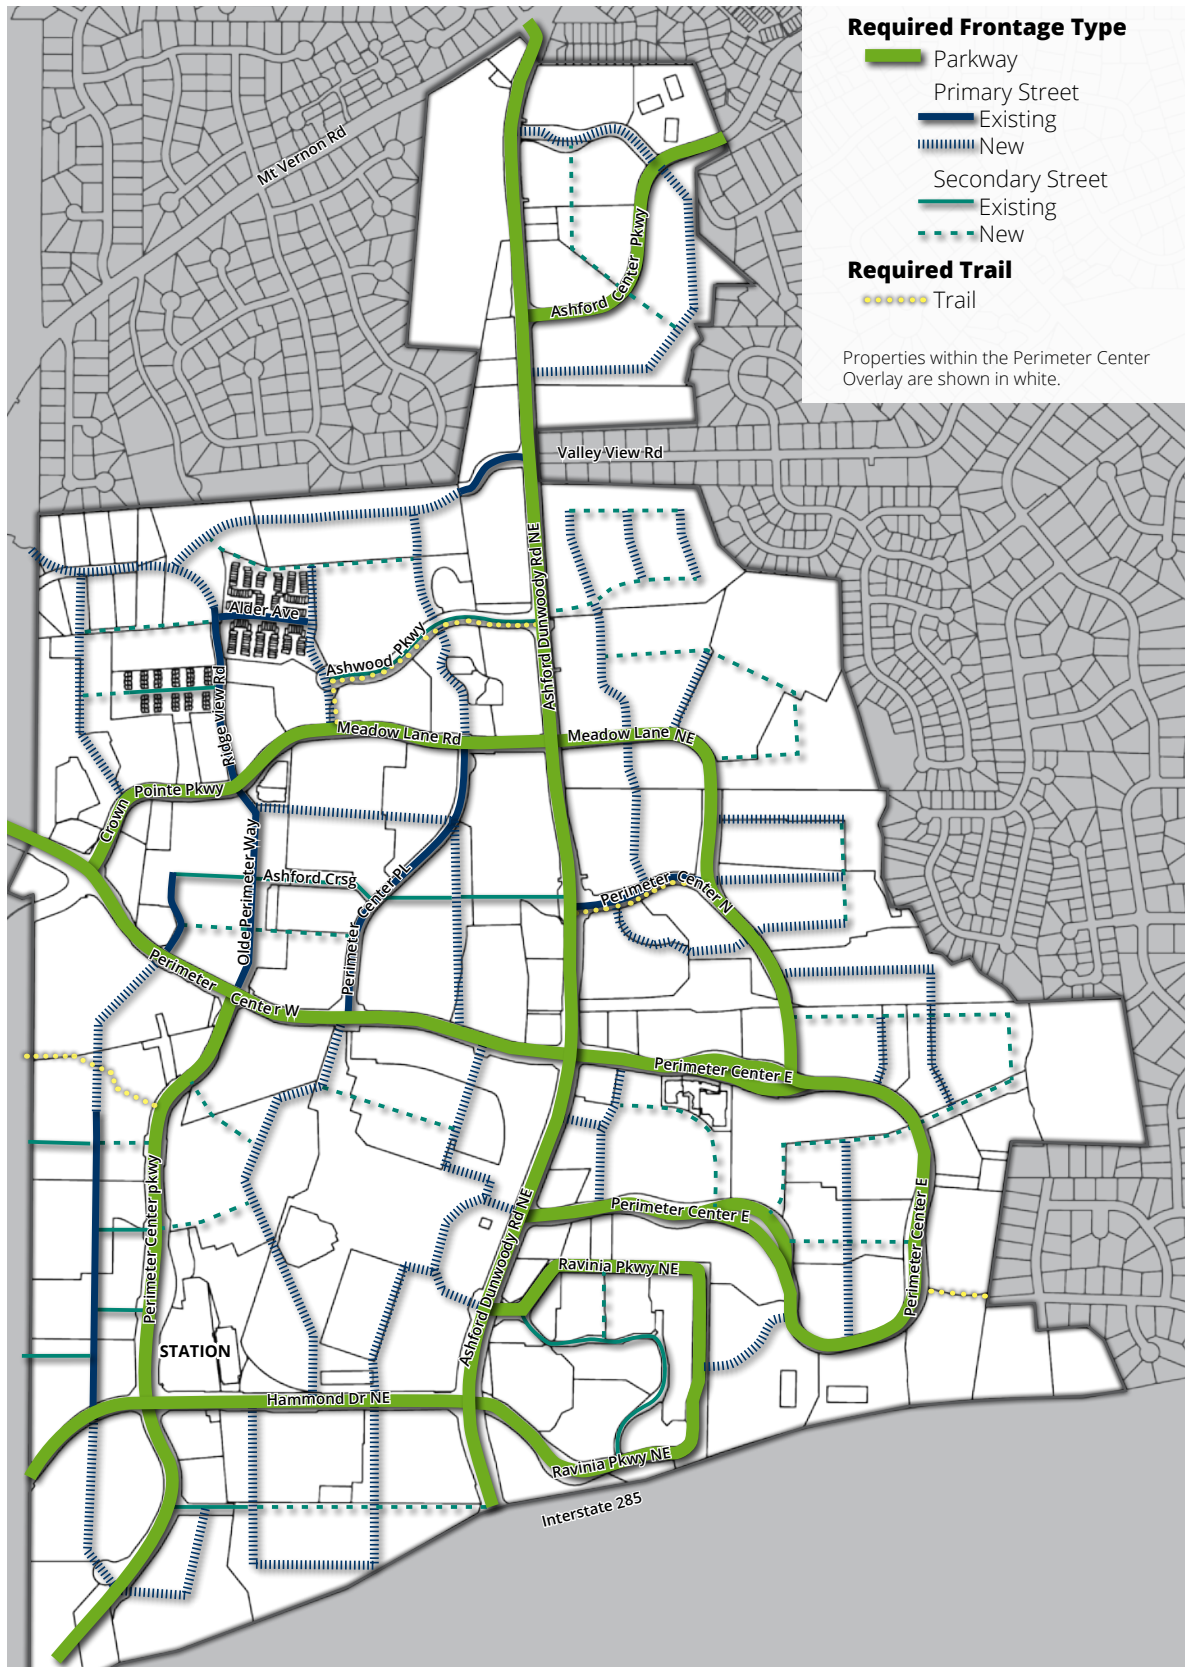 Required Frontage Type
Parkway
Primary Street
Existing
New
Secondary Street
Existing
New
Required Trail
Trail
Properties within the Perimeter Center
Overlay are shown in white.
Mt Vernon Rd
Ashford Center Pkwy
Valley View Rd
Ashford Dunwoody Rd NE
Alder Ave
Ashwood Pkwy
Ridgeview Rd
Meadow Lane Rd
Meadow Lane NE
Crown Pointe Pkwy
Olde Perimeter Way
Ashford Crsg
Perimeter Center PL
Perimeter Center N
Perimeter Center W
Perimeter Center E
Perimeter Center pkwy
Perimeter Center E
Perimeter Center E
Ashford Dunwoody Rd NE
Ravinia Pkwy NE
STATION
Hammond Dr NE
Ravinia Pkwy NE
Interstate 285